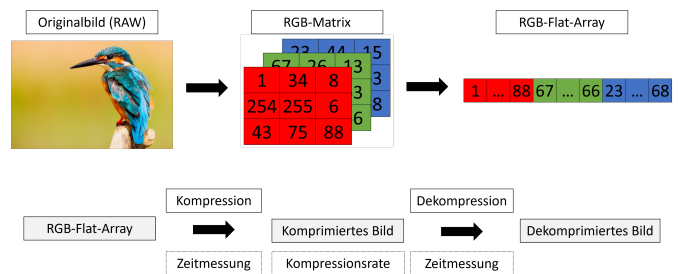 Originalbild (RAW)
RGB-Matrix
RGB-Flat-Array
23 44 15
67 26 13
3
1 34 8
3
254 255 6
8
6
43 75 88
1 ... 88 67 ... 66 23 ... 68
Kompression
Dekompression
RGB-Flat-Array
Komprimiertes Bild
Dekomprimiertes Bild
Zeitmessung
Kompressionsrate
Zeitmessung